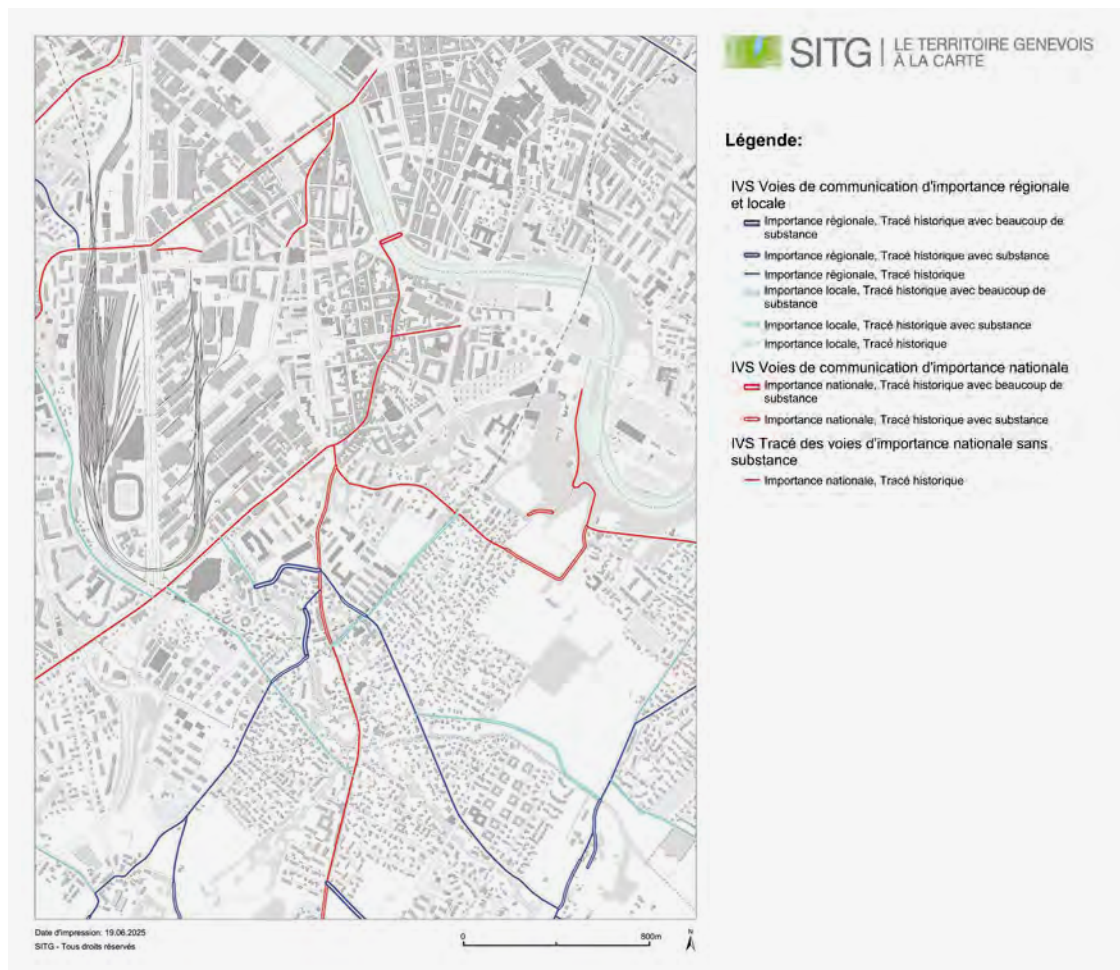 SITG
LE TERRITOIRE GENEVOIS
À LA CARTE
Légende:
IVS Voies de communication d'importance régionale
et locale
Importance régionale, Tracé historique avec beaucoup de
substance
Importance régionale, Tracé historique avec substance
Importance régionale, Tracé historique
Importance locale, Tracé historique avec beaucoup de
substance
Importance locale, Tracé historique avec substance
Importance locale, Tracé historique
IVS Voies de communication d'importance nationale
Importance nationale, Tracé historique avec beaucoup de
substance
Importance nationale, Tracé historique avec substance
IVS Tracé des voies d'importance nationale sans
substance
Importance nationale, Tracé historique
Date d'impression: 19.06.2025
SITG - Tous droits réservés
0 800m
N